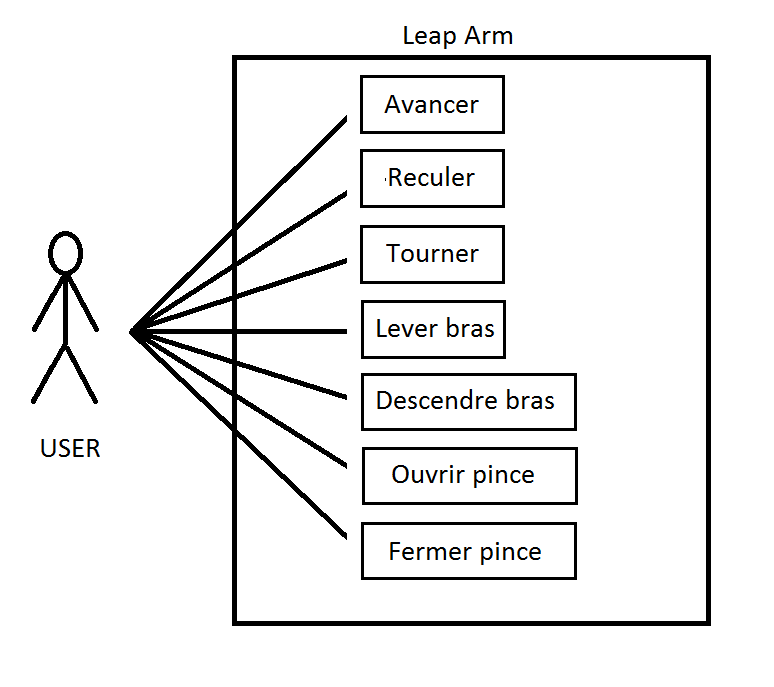 Leap Arm
Avancer
Reculer
Tourner
Lever bras
Descendre bras
Ouvrir pince
Fermer pince
USER